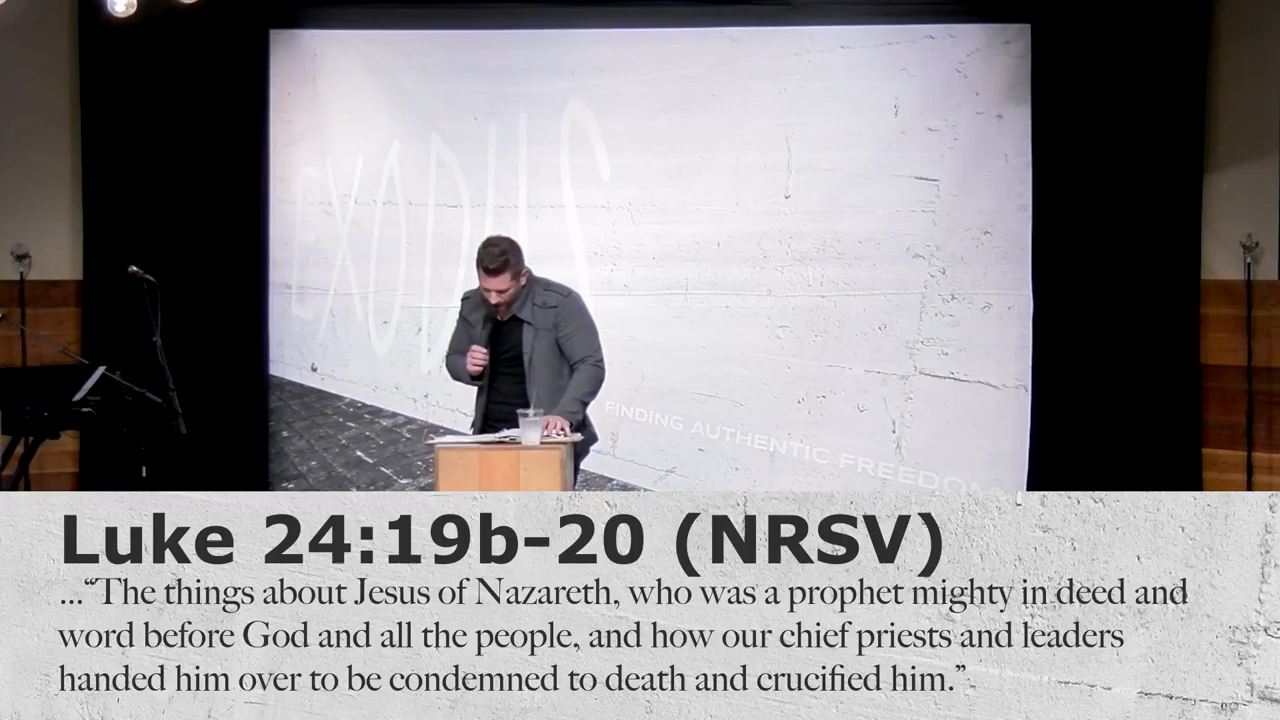 EXODUS
FINDING AUTHENTIC FREEDOM
Luke 24:19b-20 (NRSV)
...“The things about Jesus of Nazareth, who was a prophet mighty in deed and
word before God and all the people, and how our chief priests and leaders
handed him over to be condemned to death and crucified him.”